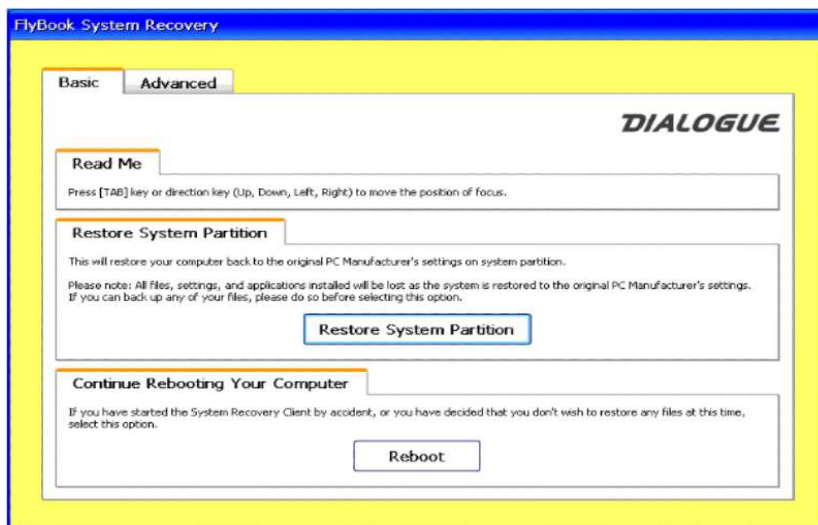 FlyBook System Recovery
Basic Advanced
DIALOGUE
Read Me
Press [TAB] key or direction key (Up, Down, Left, Right) to move the position of focus.
Restore System Partition
This will restore your computer back to the original PC Manufacturer's settings on system partition.
Please note: All files, settings, and applications installed will be lost as the system is restored to the original PC Manufacturer's settings.
If you can back up any of your files, please do so before selecting this option.
Restore System Partition
Continue Rebooting Your Computer
If you have started the System Recovery Client by accident, or you have decided that you don't wish to restore any files at this time,
select this option.
Reboot